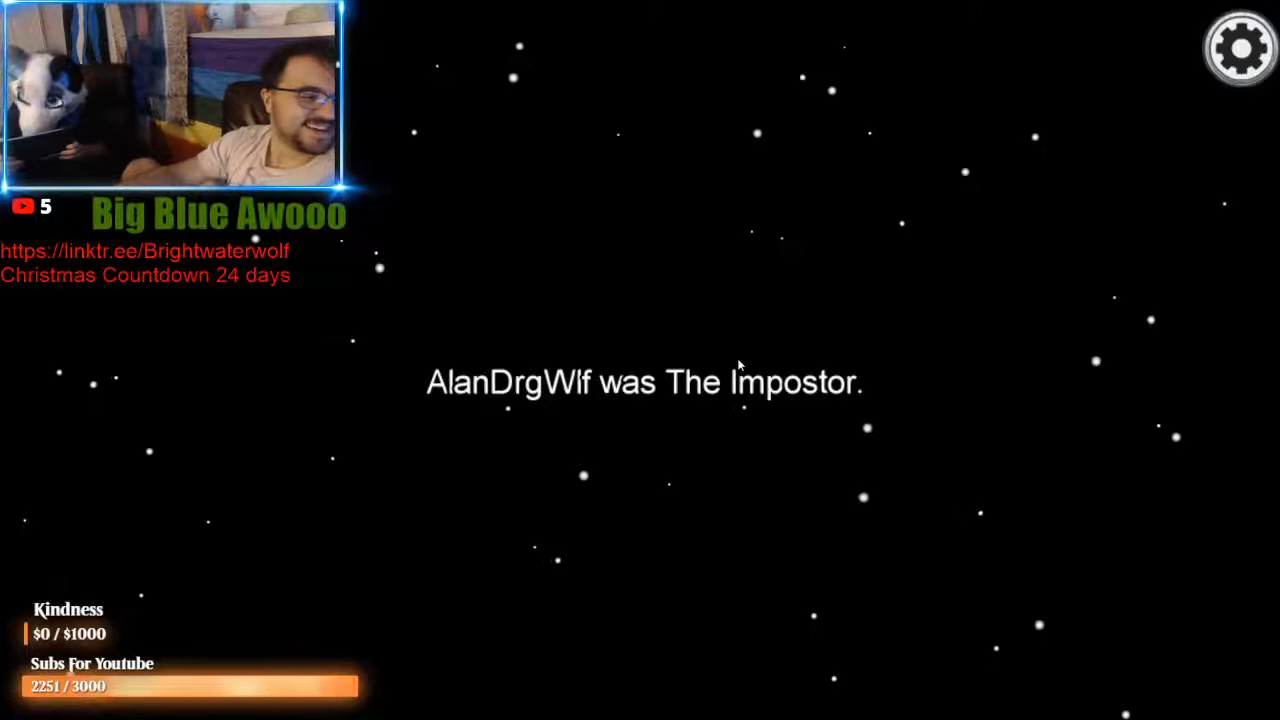 5
Big Blue Awooo
https://linktr.ee/Brightwaterwolf
Christmas Countdown 24 days
AlanDrgWlf was The Impostor.
Kindness
$0 / $1000
Subs For Youtube
2251 / 3000